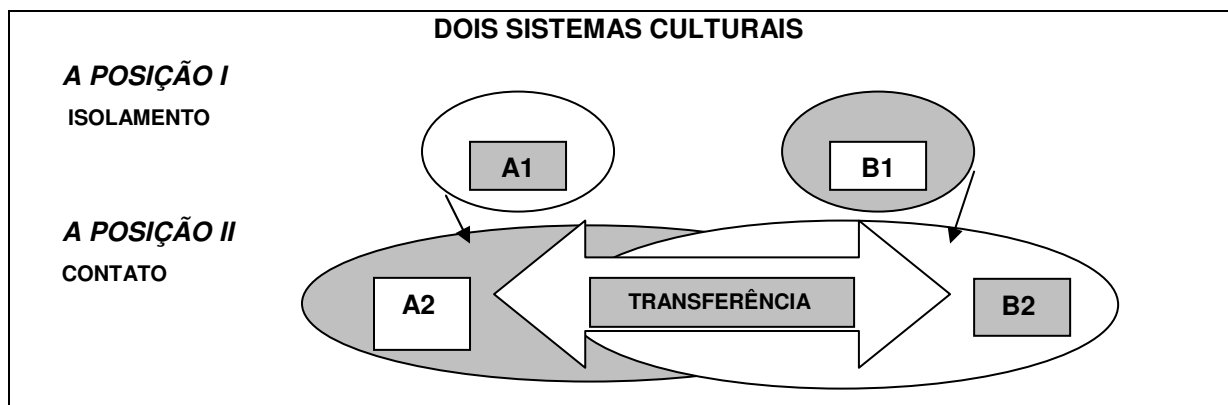 DOIS SISTEMAS CULTURAIS
A POSIÇÃO I
ISOLAMENTO
A1
B1
A POSIÇÃO II
CONTATO
A2
TRANSFERÊNCIA
B2